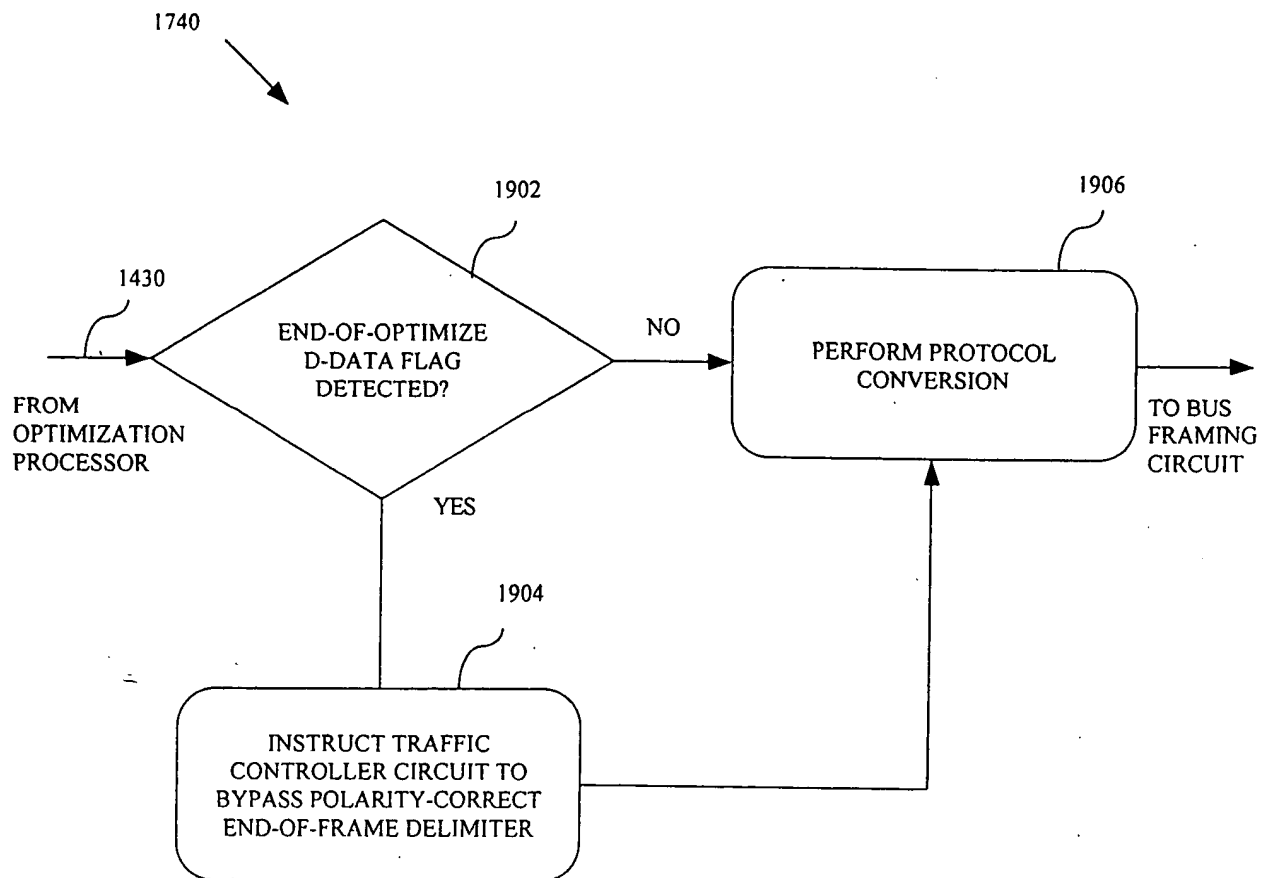 1740
1902
1906
1430
END-OF-OPTIMIZE
D-DATA FLAG
DETECTED?
NO
PERFORM PROTOCOL
CONVERSION
FROM
OPTIMIZATION
PROCESSOR
TO BUS
FRAMING
CIRCUIT
YES
1904
INSTRUCT TRAFFIC
CONTROLLER CIRCUIT TO
BYPASS POLARITY-CORRECT
END-OF-FRAME DELIMITER